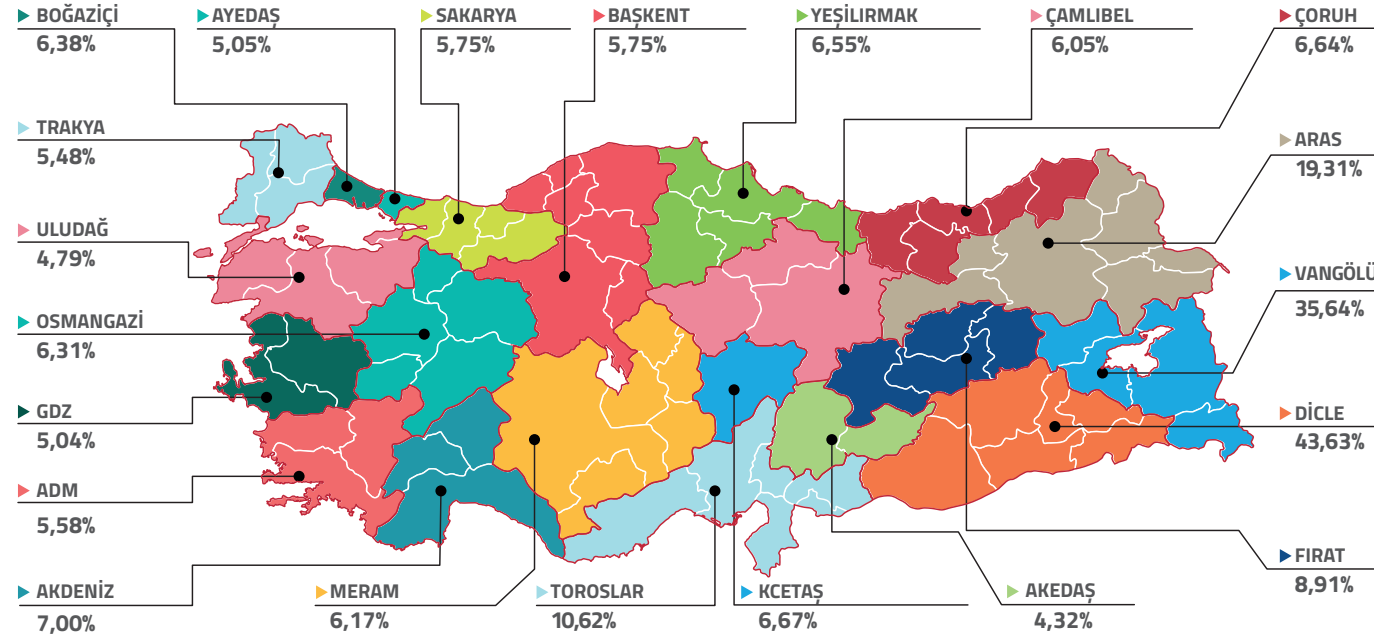 BOĞAZİÇİ
6,38%
AYEDAŞ
5,05%
SAKARYA
5,75%
BAŞKENT
5,75%
YEŞİLIRMAK
6,55%
ÇAMLIBEL
6,05%
ÇORUH
6,64%
TRAKYA
5,48%
ARAS
19,31%
ULUDAĞ
4,79%
VANGÖLÜ
35,64%
OSMANGAZİ
6,31%
GDZ
5,04%
DİCLE
43,63%
ADM
5,58%
FIRAT
8,91%
AKDENİZ
7,00%
MERAM
6,17%
TOROSLAR
10,62%
KCETAŞ
6,67%
AKEDAŞ
4,32%